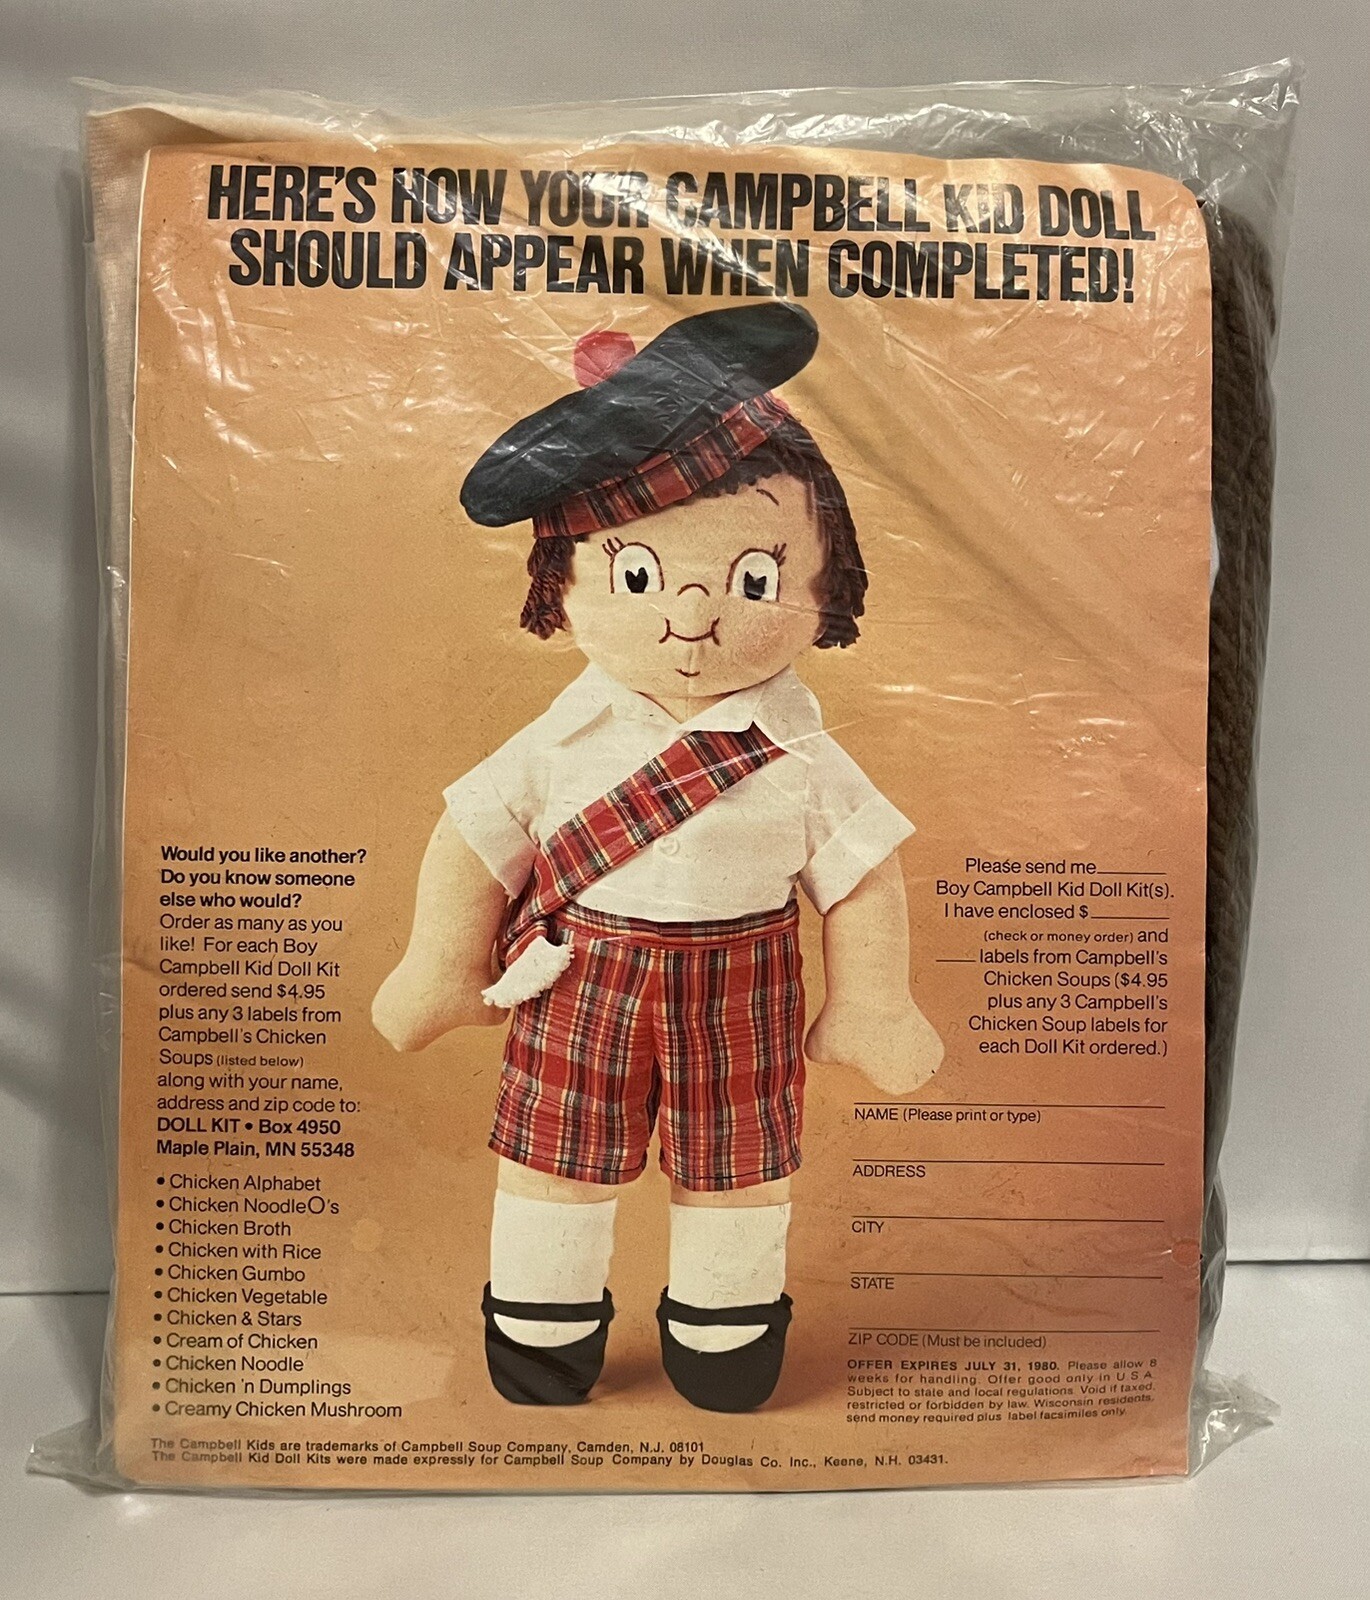 HERE'S HOW YOUR CAMPBELL KID DOLL
SHOULD APPEAR WHEN COMPLETED!
Would you like another?
Do you know someone
else who would?
Order as many as you
like! For each Boy
Campbell Kid Doll Kit
ordered send $4.95
plus any 3 labels from
Campbell's Chicken
Soups (listed below)
along with your name,
address and zip code to:
DOLL KIT • Box 4950
Maple Plain, MN 55348
• Chicken Alphabet
• Chicken NoodleO's
• Chicken Broth
• Chicken with Rice
• Chicken Gumbo
• Chicken Vegetable
• Chicken & Stars
• Cream of Chicken
• Chicken Noodle
• Chicken 'n Dumplings
• Creamy Chicken Mushroom
Please send me______
Boy Campbell Kid Doll Kit(s).
I have enclosed $______
(check or money order) and
____ labels from Campbell's
Chicken Soups ($4.95
plus any 3 Campbell's
Chicken Soup labels for
each Doll Kit ordered.)
NAME (Please print or type)
ADDRESS
CITY
STATE
ZIP CODE (Must be included)
OFFER EXPIRES JULY 31, 1980. Please allow 8
weeks for handling. Offer good only in U S A.
Subject to state and local regulations. Void if taxed,
restricted or forbidden by law. Wisconsin residents,
send money required plus label facsimiles only.
The Campbell Kids are trademarks of Campbell Soup Company, Camden, N.J. 08101
The Campbell Kid Doll Kits were made expressly for Campbell Soup Company by Douglas Co. Inc., Keene, N.H. 03431.